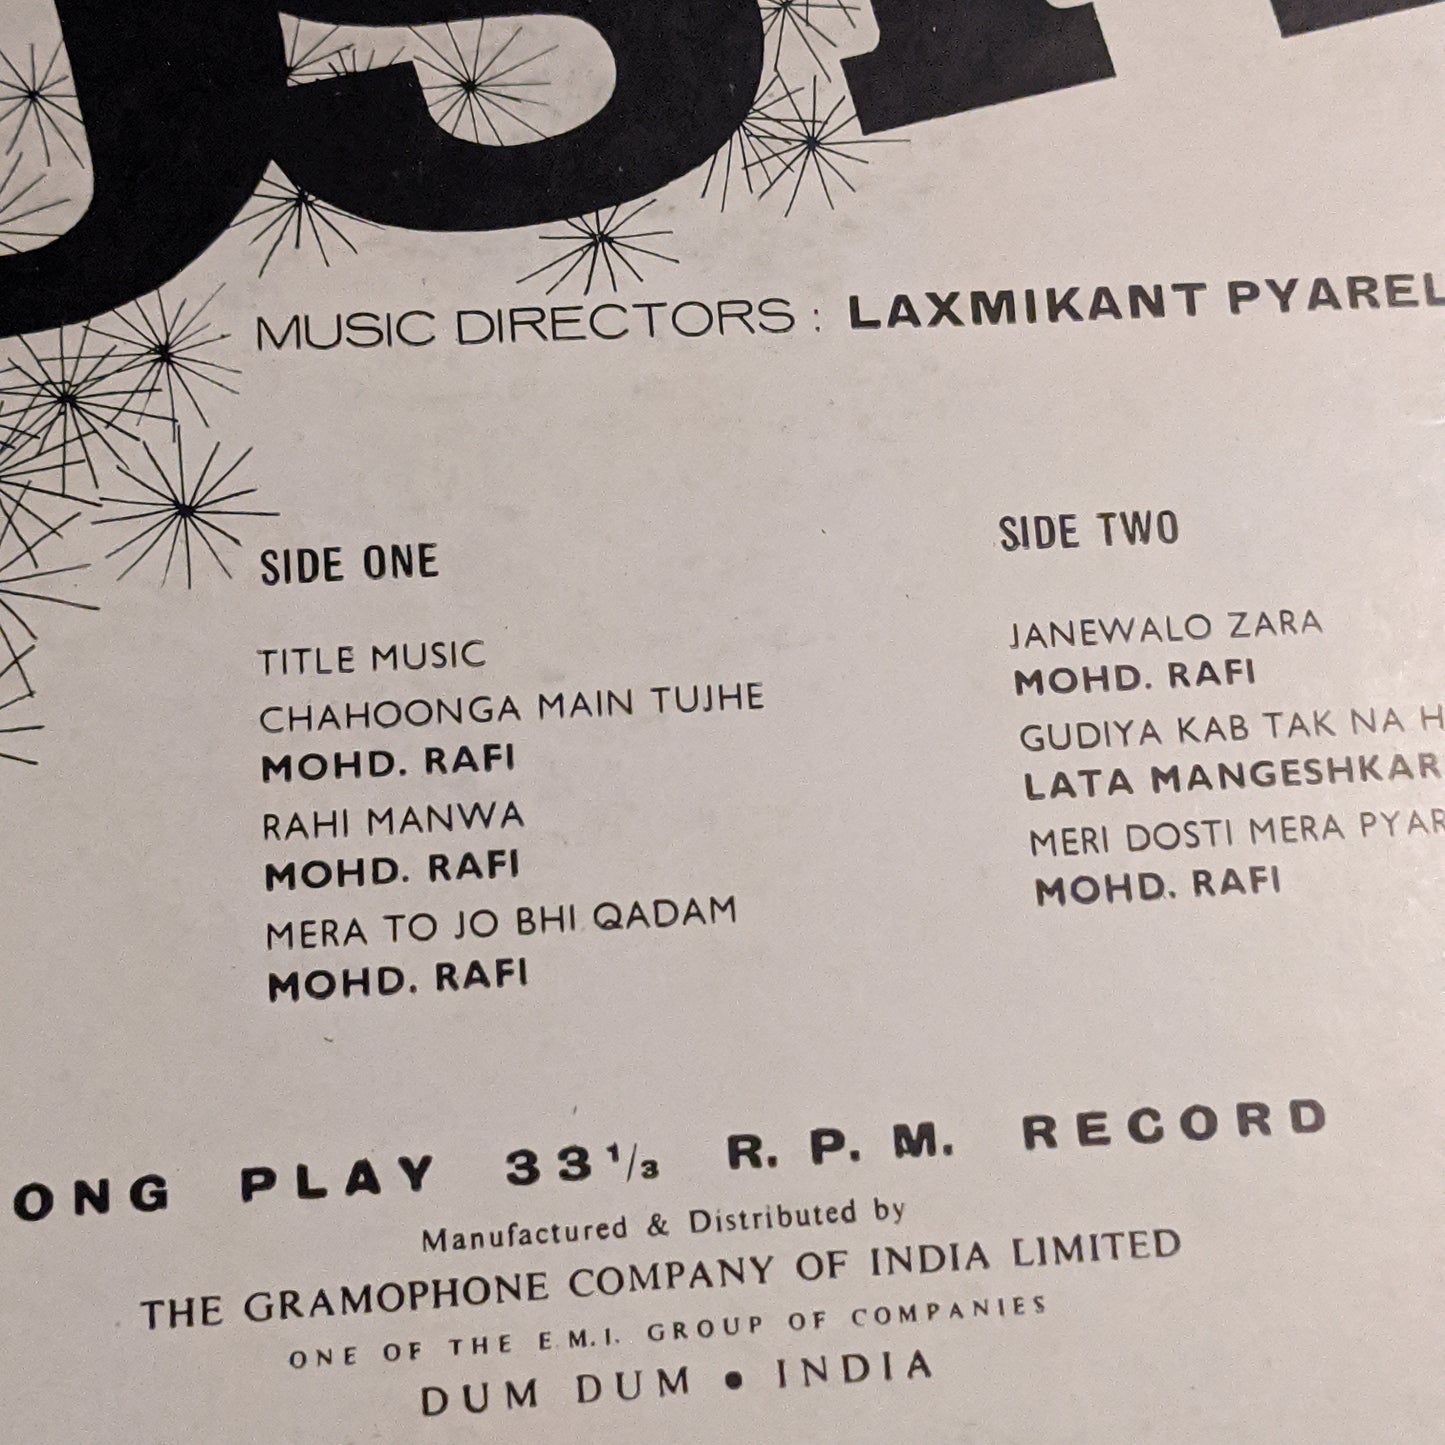 MUSIC DIRECTORS : LAXMIKANT PYAREL
SIDE ONE
TITLE MUSIC
CHAHOONGA MAIN TUJHE
MOHD. RAFI
RAHI MANWA
MOHD. RAFI
MERA TO JO BHI QADAM
MOHD. RAFI
SIDE TWO
JANEWALO ZARA
MOHD. RAFI
GUDIYA KAB TAK NA H
LATA MANGESHKAR
MERI DOSTI MERA PYAR
MOHD. RAFI
ONG PLAY 33 1/3 R. P. M. RECORD
Manufactured & Distributed by
THE GRAMOPHONE COMPANY OF INDIA LIMITED
ONE OF THE E.M.I. GROUP OF COMPANIES
DUM DUM • INDIA